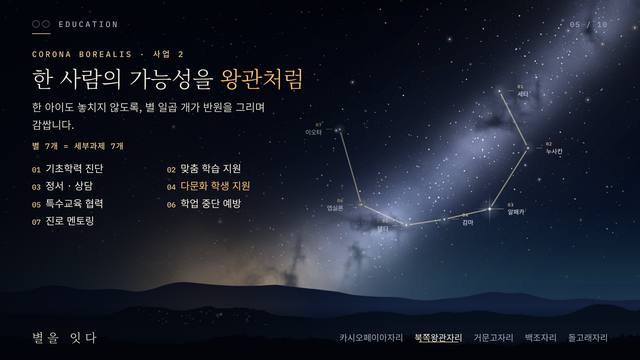 ○○ EDUCATION
05 / 10
CORONA BOREALIS · 사업 2
한 사람의 가능성을 왕관처럼
한 아이도 놓치지 않도록, 별 일곱 개가 반원을 그리며
감쌉니다.
별 7개 = 세부과제 7개
01 기초학력 진단
02 맞춤 학습 지원
03 정서 · 상담
04 다문화 학생 지원
05 특수교육 협력
06 학업 중단 예방
07 진로 멘토링
01
세타
02
누사칸
03
알페카
04
감마
델타
엡실론
07
이오타
별을 잇다
카시오페이아자리 북쪽왕관자리 거문고자리 백조자리 돌고래자리